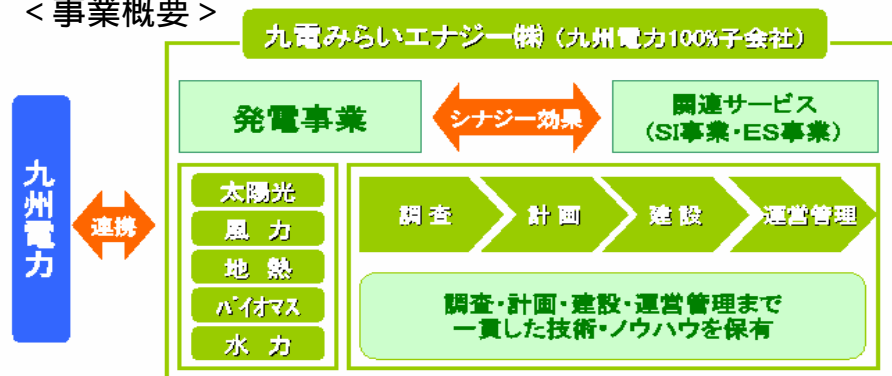 ＜事業概要＞
九電みらいエナジー㈱（九州電力100%子会社）
発電事業
シナジー効果
関連サービス
（SI事業・ES事業）
九州電力
連携
太陽光
風力
地熱
バイオマス
水力
調査
計画
建設
運営管理
調査・計画・建設・運営管理まで
一貫した技術・ノウハウを保有